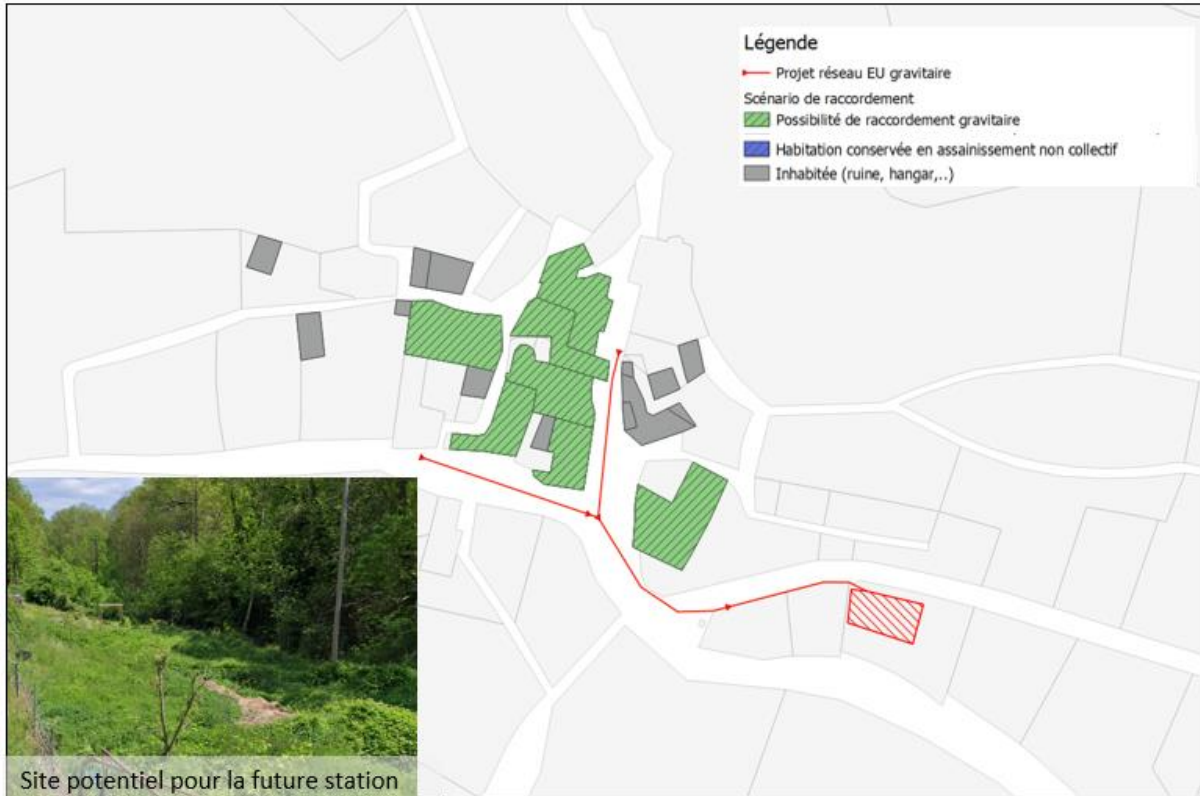 Légende
Projet réseau EU gravitaire
Scénario de raccordement
Possibilité de raccordement gravitaire
Habitation conservée en assainissement non collectif
Inhabitée (ruine, hangar,..)
Site potentiel pour la future station